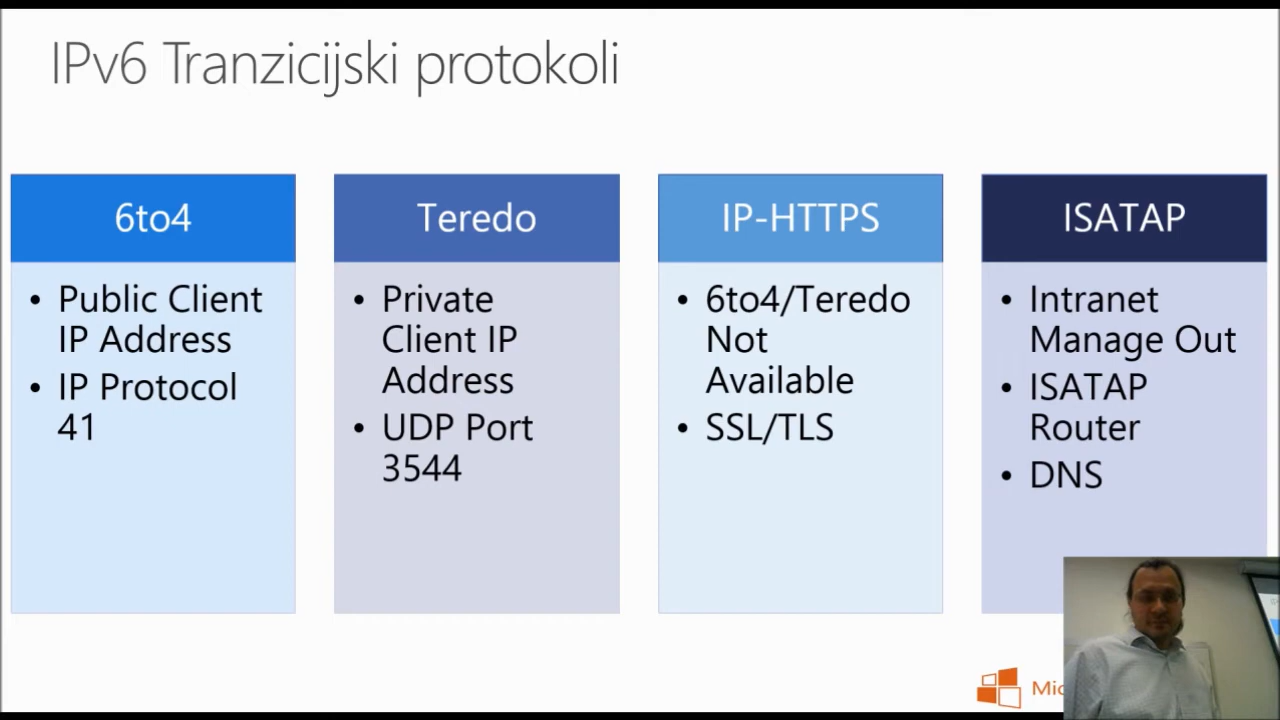 IPv6 Tranzicijski protokoli
6to4
• Public Client
IP Address
• IP Protocol
41
Teredo
• Private
Client IP
Address
• UDP Port
3544
IP-HTTPS
• 6to4/Teredo
Not
Available
• SSL/TLS
ISATAP
• Intranet
Manage Out
• ISATAP
Router
• DNS